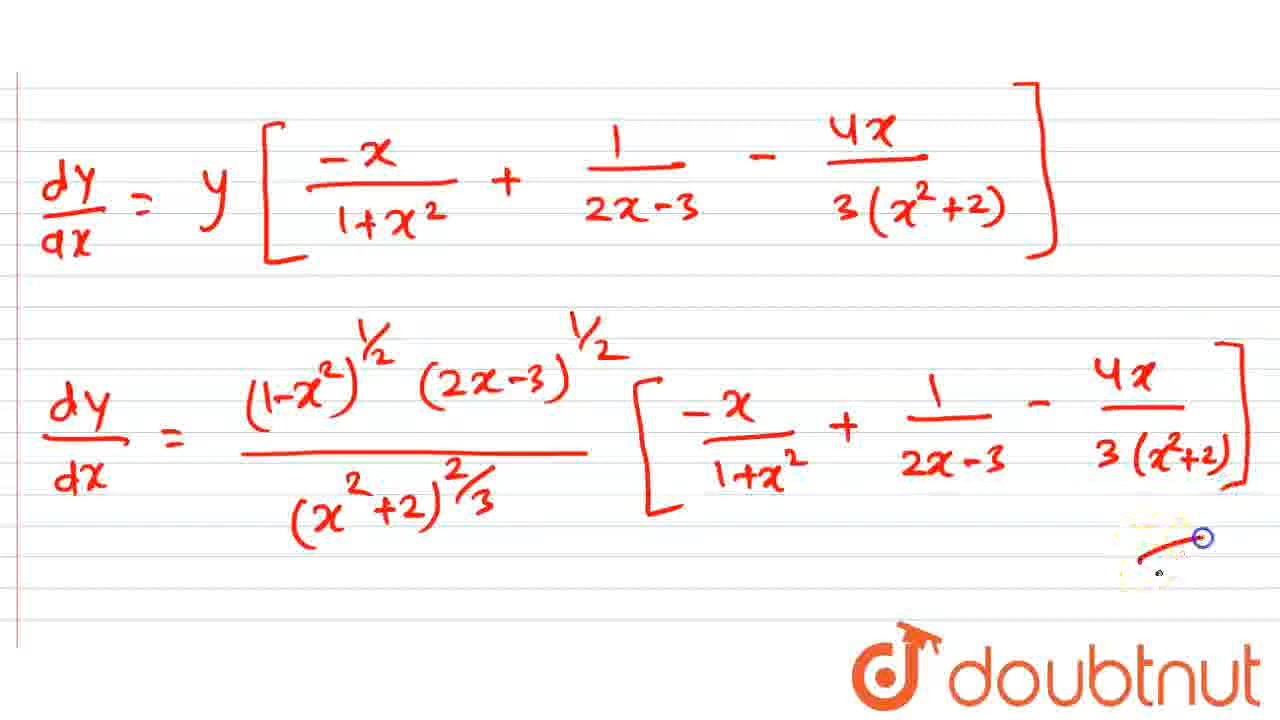 dy/dx = y [ -x/(1+x²) + 1/(2x-3) - 4x/(3(x²+2)) ]
dy/dx = (1-x²)^(1/2) (2x-3)^(1/2) / (x²+2)^(2/3) [ -x/(1+x²) + 1/(2x-3) - 4x/(3(x²+2)) ]
doubtnut